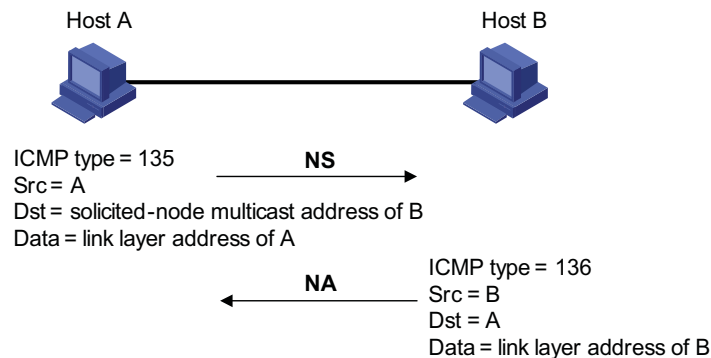 Host A
Host B
ICMP type = 135
Src = A
Dst = solicited-node multicast address of B
Data = link layer address of A
NS
NA
ICMP type = 136
Src = B
Dst = A
Data = link layer address of B